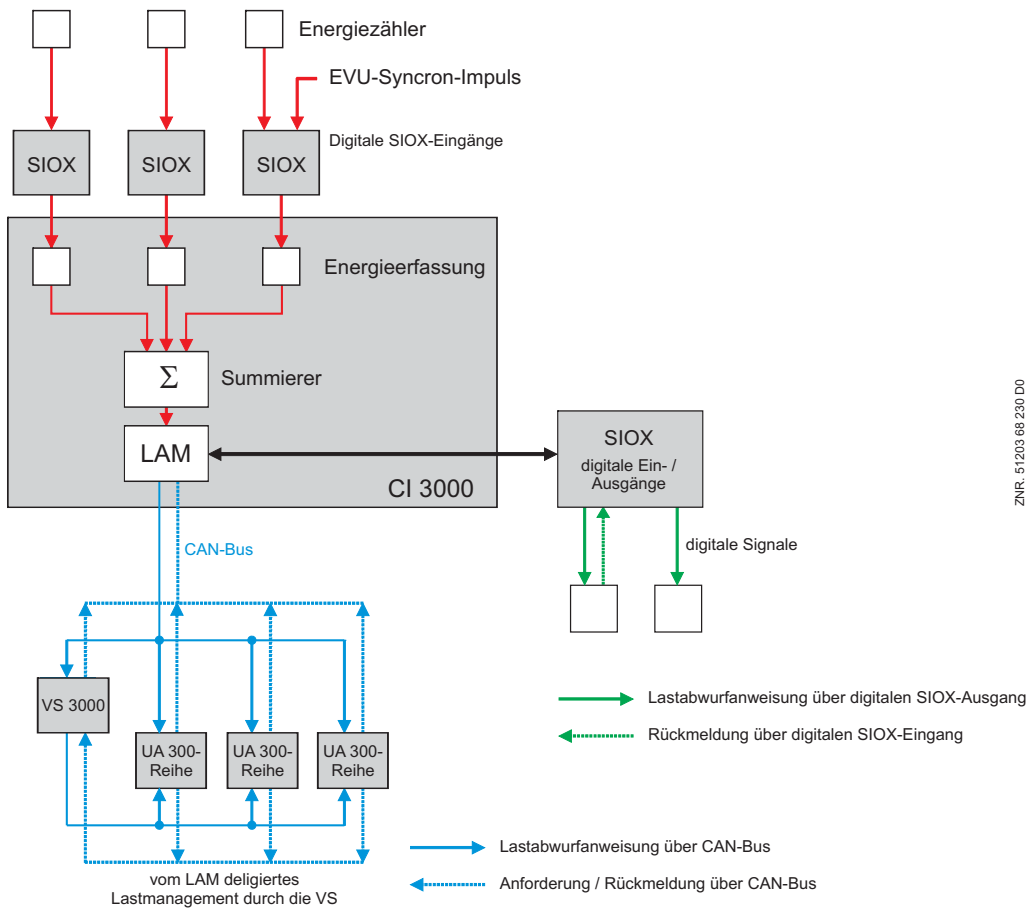 Energiezähler
EVU-Syncron-Impuls
Digitale SIOX-Eingänge
SIOX
SIOX
SIOX
Energieerfassung
Σ
Summierer
LAM
CI 3000
SIOX
digitale Ein- /
Ausgänge
ZNR. 51203 68 230 D0
digitale Signale
CAN-Bus
VS 3000
UA 300-
Reihe
UA 300-
Reihe
UA 300-
Reihe
Lastabwurfanweisung über digitalen SIOX-Ausgang
Rückmeldung über digitalen SIOX-Eingang
Lastabwurfanweisung über CAN-Bus
Anforderung / Rückmeldung über CAN-Bus
vom LAM deligiertes
Lastmanagement durch die VS